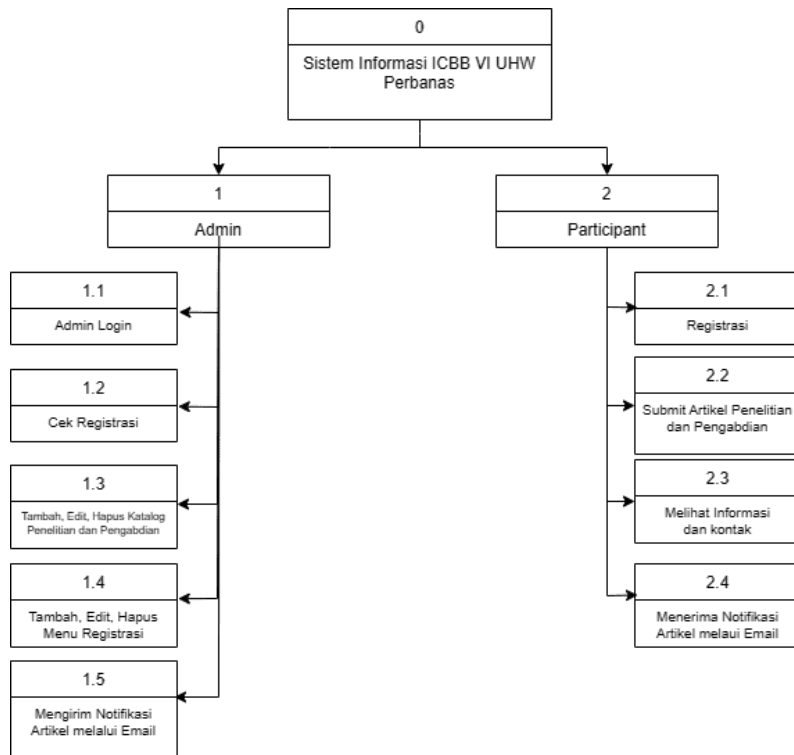 0
Sistem Informasi ICBB VI UHW
Perbanas
1
Admin
2
Participant
1.1
Admin Login
1.2
Cek Registrasi
1.3
Tambah, Edit, Hapus Katalog
Penelitian dan Pengabdian
1.4
Tambah, Edit, Hapus
Menu Registrasi
1.5
Mengirim Notifikasi
Artikel melalui Email
2.1
Registrasi
2.2
Submit Artikel Penelitian
dan Pengabdian
2.3
Melihat Informasi
dan kontak
2.4
Menerima Notifikasi
Artikel melaui Email